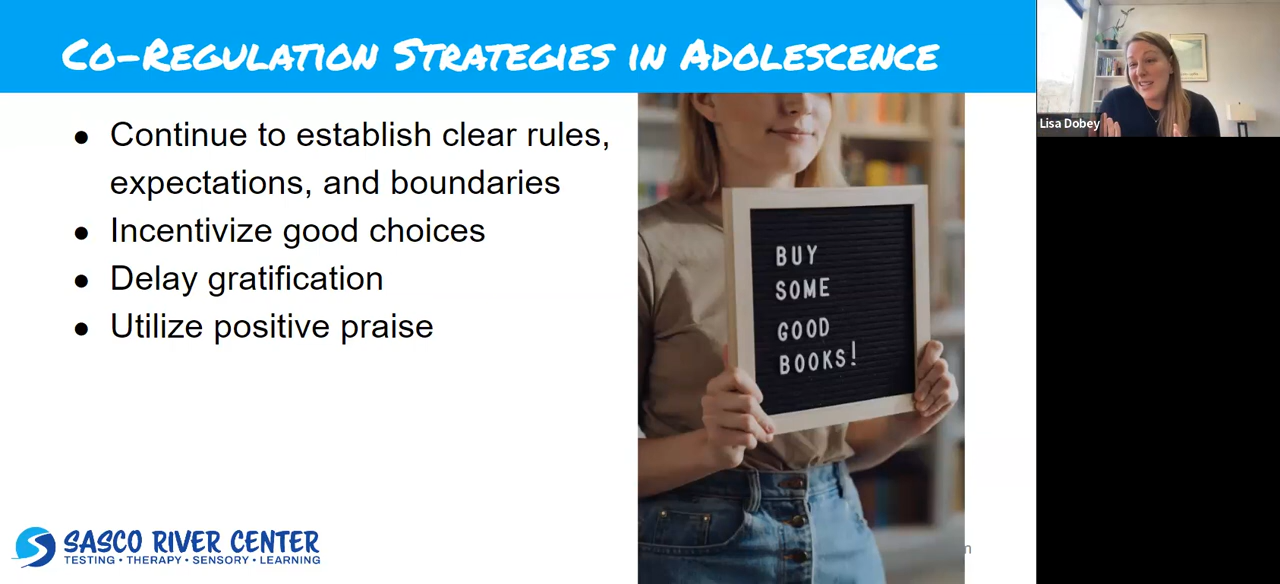 Co-Regulation Strategies in Adolescence
● Continue to establish clear rules,
expectations, and boundaries
● Incentivize good choices
● Delay gratification
● Utilize positive praise
BUY
SOME
GOOD
BOOKS!
SASCO RIVER CENTER
TESTING • THERAPY • SENSORY • LEARNING
Lisa Dobey